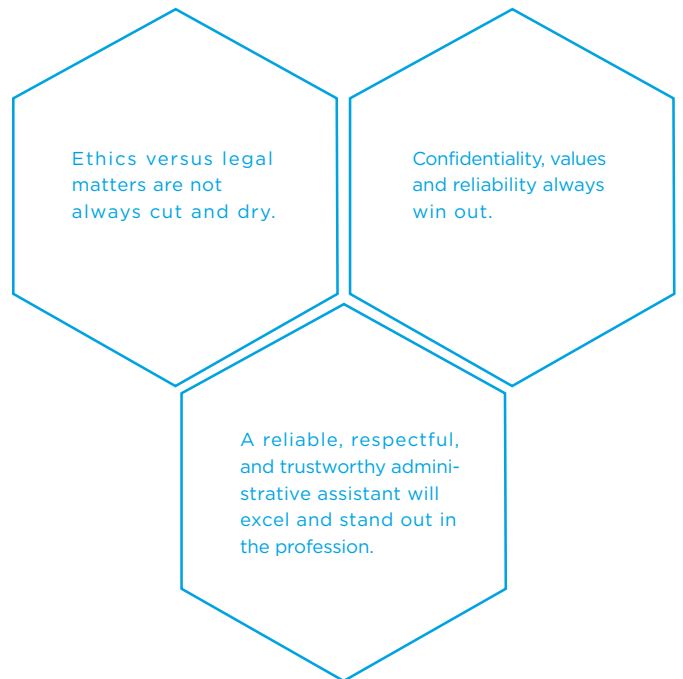 Ethics versus legal
matters are not
always cut and dry.
Confidentiality, values
and reliability always
win out.
A reliable, respectful,
and trustworthy admini-
strative assistant will
excel and stand out in
the profession.